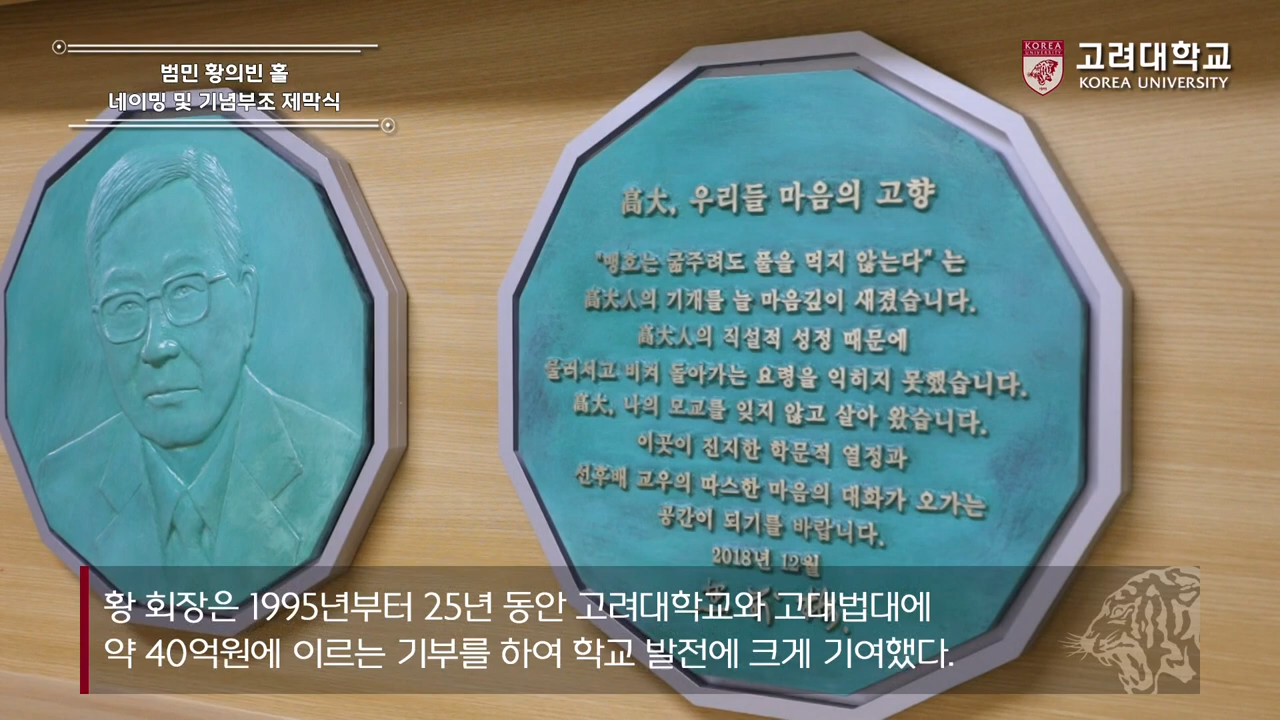 범민 황의빈 홀
네이밍 및 기념부조 제막식
KOREA
UNIVERSITY
고려대학교
KOREA UNIVERSITY
高大, 우리들 마음의 고향
"맹호는 굶주려도 풀을 먹지 않는다" 는
高大人의 기개를 늘 마음깊이 새겼습니다.
高大人의 직설적 성정 때문에
물러서고 비켜 돌아가는 요령을 익히지 못했습니다.
高大, 나의 모교를 잊지 않고 살아 왔습니다.
이곳이 진지한 학문적 열정과
선후배 교우의 따스한 마음의 대화가 오가는
공간이 되기를 바랍니다.
2018년 12월
황 회장은 1995년부터 25년 동안 고려대학교와 고대법대에
약 40억원에 이르는 기부를 하여 학교 발전에 크게 기여했다.